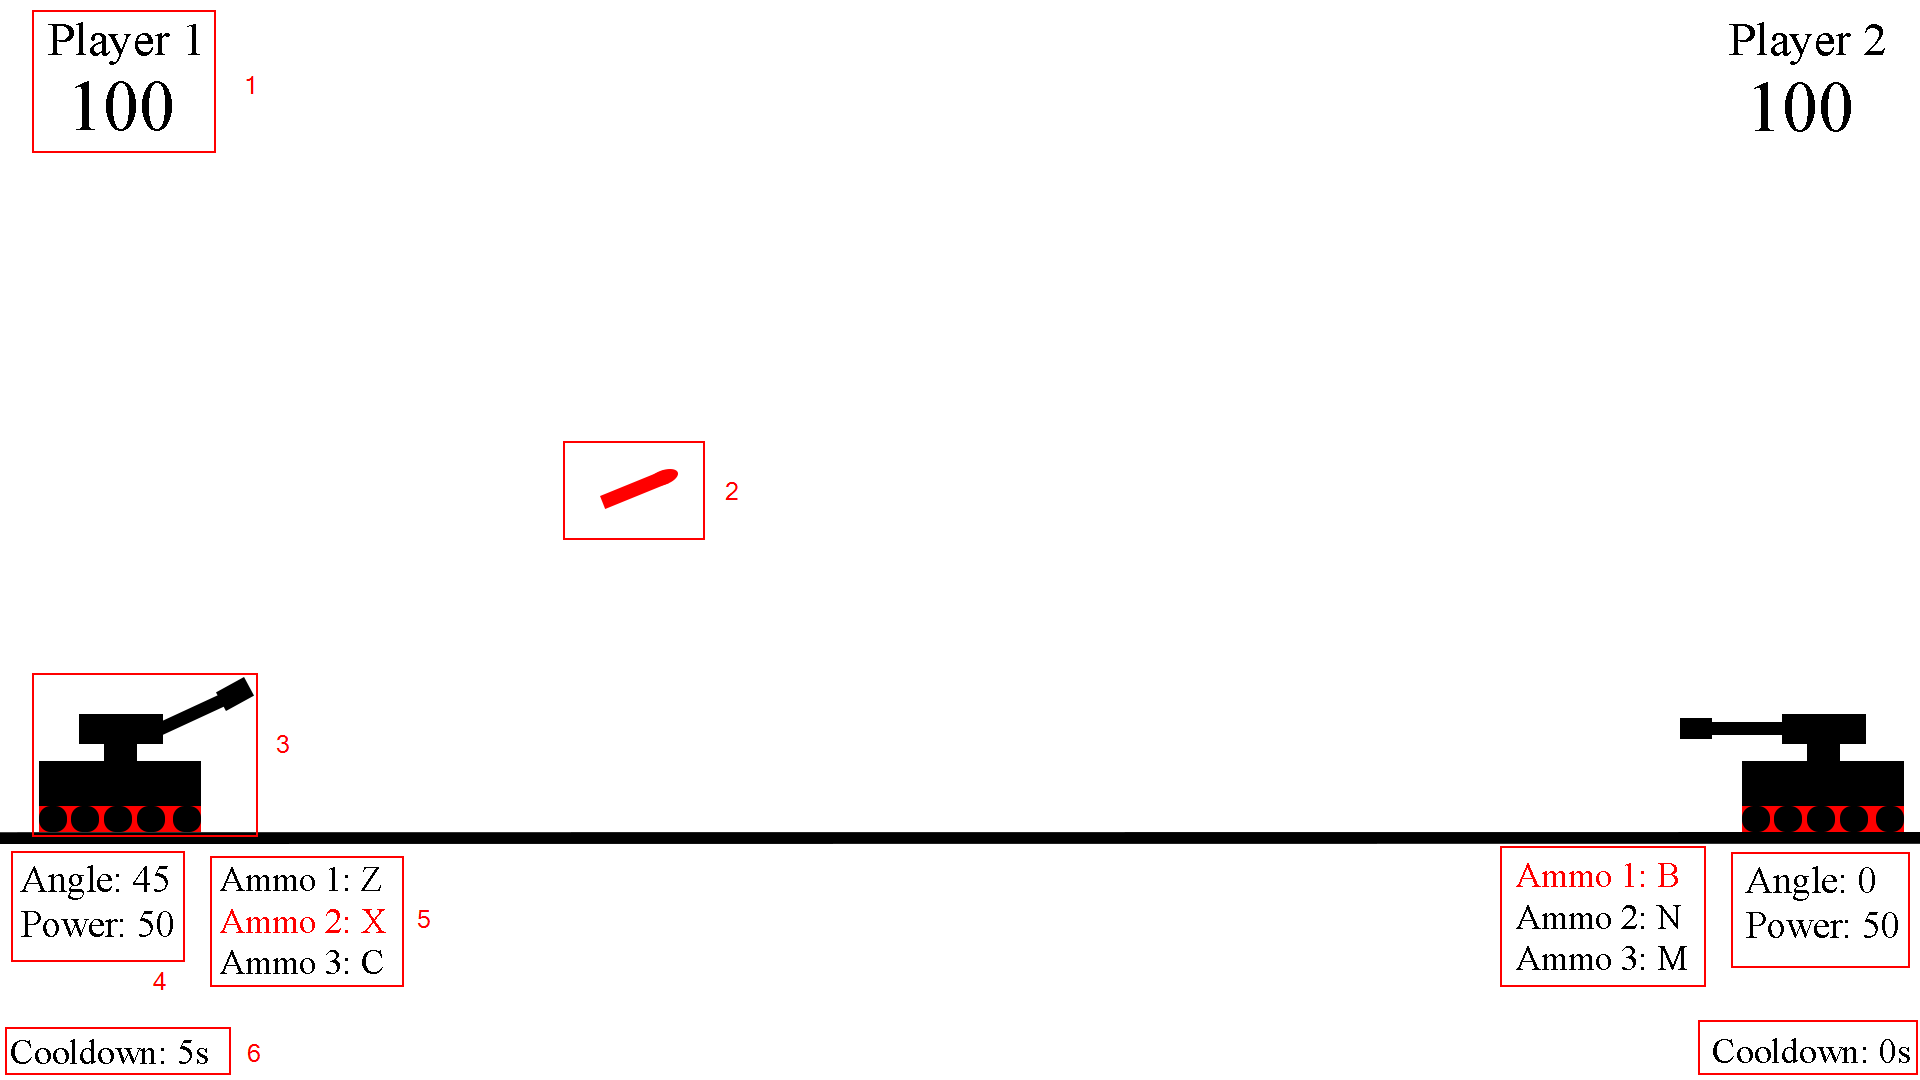 Player 1
100
1
Player 2
100
2
3
Angle: 45
Power: 50
4
Ammo 1: Z
Ammo 2: X
Ammo 3: C
5
Ammo 1: B
Ammo 2: N
Ammo 3: M
Angle: 0
Power: 50
Cooldown: 5s
6
Cooldown: 0s